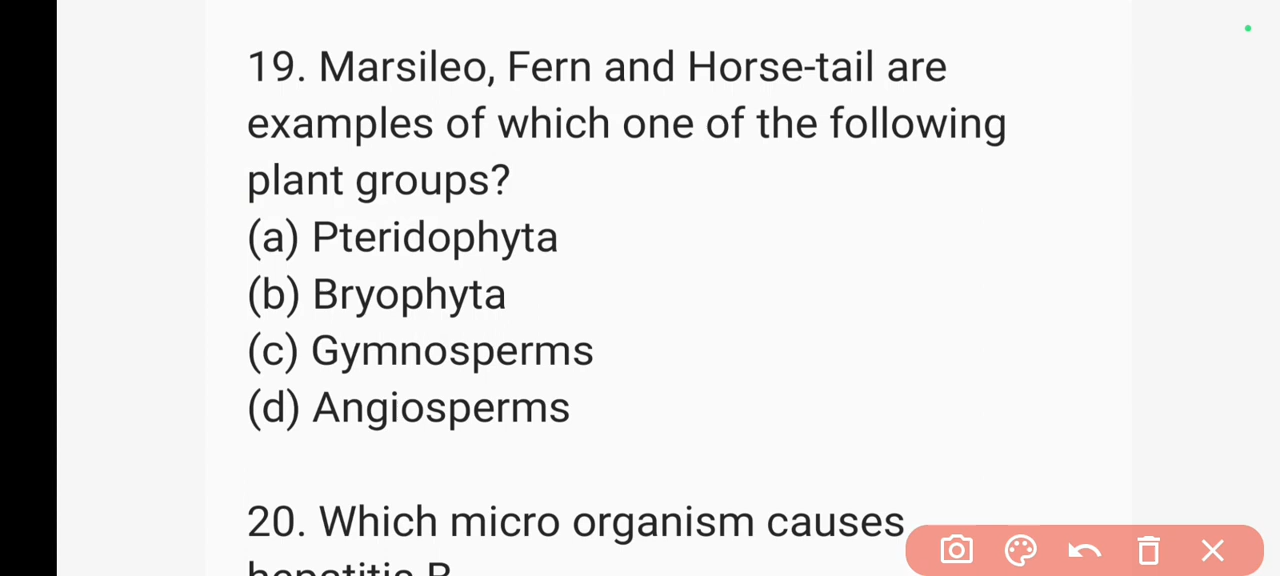 19. Marsileo, Fern and Horse-tail are
examples of which one of the following
plant groups?
(a) Pteridophyta
(b) Bryophyta
(c) Gymnosperms
(d) Angiosperms
20. Which micro organism causes
hepatitis B